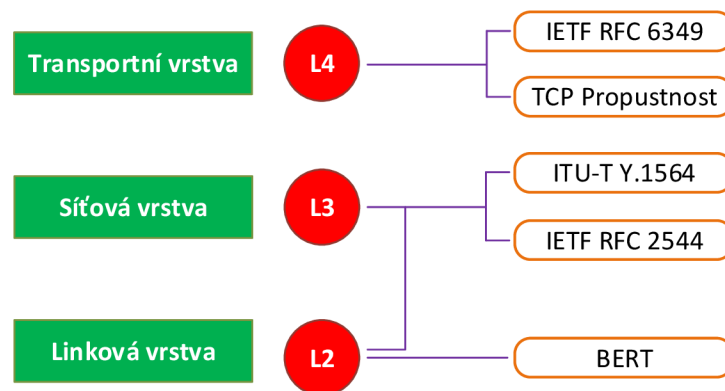 Transportní vrstva
L4
IETF RFC 6349
TCP Propustnost
Síťová vrstva
L3
ITU-T Y.1564
IETF RFC 2544
Linková vrstva
L2
BERT